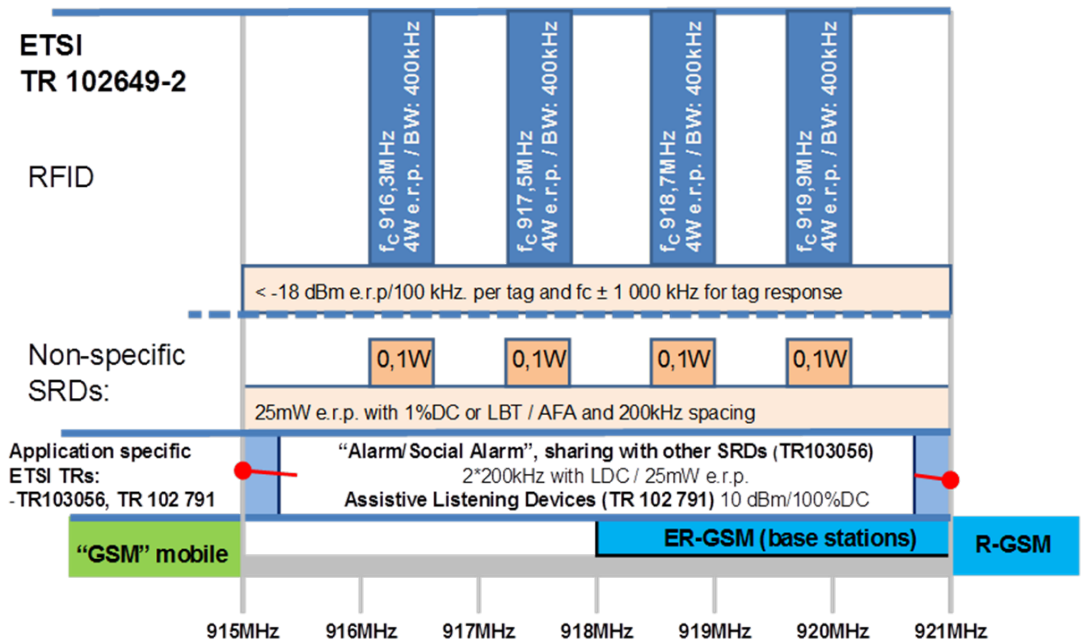 ETSI
TR 102649-2
RFID
fC 916,3MHz
4W e.r.p. / BW: 400kHz
fC 917,5MHz
4W e.r.p. / BW: 400kHz
fC 918,7MHz
4W e.r.p. / BW: 400kHz
fC 919,9MHz
4W e.r.p. / BW: 400kHz
< -18 dBm e.r.p/100 kHz. per tag and fc ± 1 000 kHz for tag response
Non-specific
SRDs:
0,1W 0,1W 0,1W 0,1W
25mW e.r.p. with 1%DC or LBT / AFA and 200kHz spacing
Application specific
ETSI TRs:
-TR103056, TR 102 791
“Alarm/Social Alarm”, sharing with other SRDs (TR103056)
2*200kHz with LDC / 25mW e.r.p.
Assistive Listening Devices (TR 102 791) 10 dBm/100%DC
“GSM” mobile
ER-GSM (base stations)
R-GSM
915MHz 916MHz 917MHz 918MHz 919MHz 920MHz 921MHz